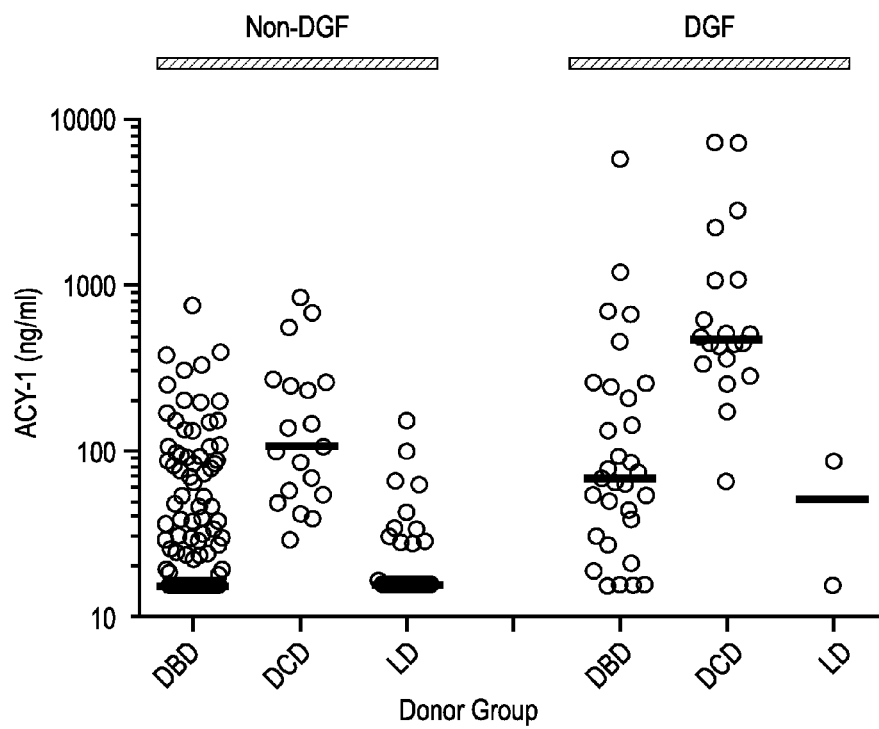 Non-DGF DGF
10000
1000
100
10
ACY-1 (ng/ml)
DBD DCD LD DBD DCD LD
Donor Group